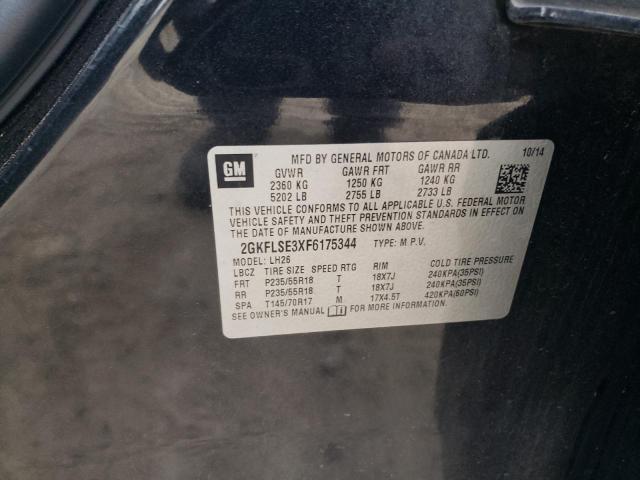 GM
MFD BY GENERAL MOTORS OF CANADA LTD. 10/14
GVWR GAWR FRT GAWR RR
2360 KG 1250 KG 1240 KG
5202 LB 2755 LB 2733 LB
THIS VEHICLE CONFORMS TO ALL APPLICABLE U.S. FEDERAL MOTOR
VEHICLE SAFETY AND THEFT PREVENTION STANDARDS IN EFFECT ON
THE DATE OF MANUFACTURE SHOWN ABOVE.
2GKFLSE3XF6175344 TYPE: M.P.V.
MODEL: LH26
LBCZ TIRE SIZE SPEED RTG RIM COLD TIRE PRESSURE
FRT P235/55R18 T 18X7J 240KPA(35PSI)
RR P235/55R18 T 18X7J 240KPA(35PSI)
SPA T145/70R17 M 17X4.5T 420KPA(60PSI)
SEE OWNER'S MANUAL FOR MORE INFORMATION.